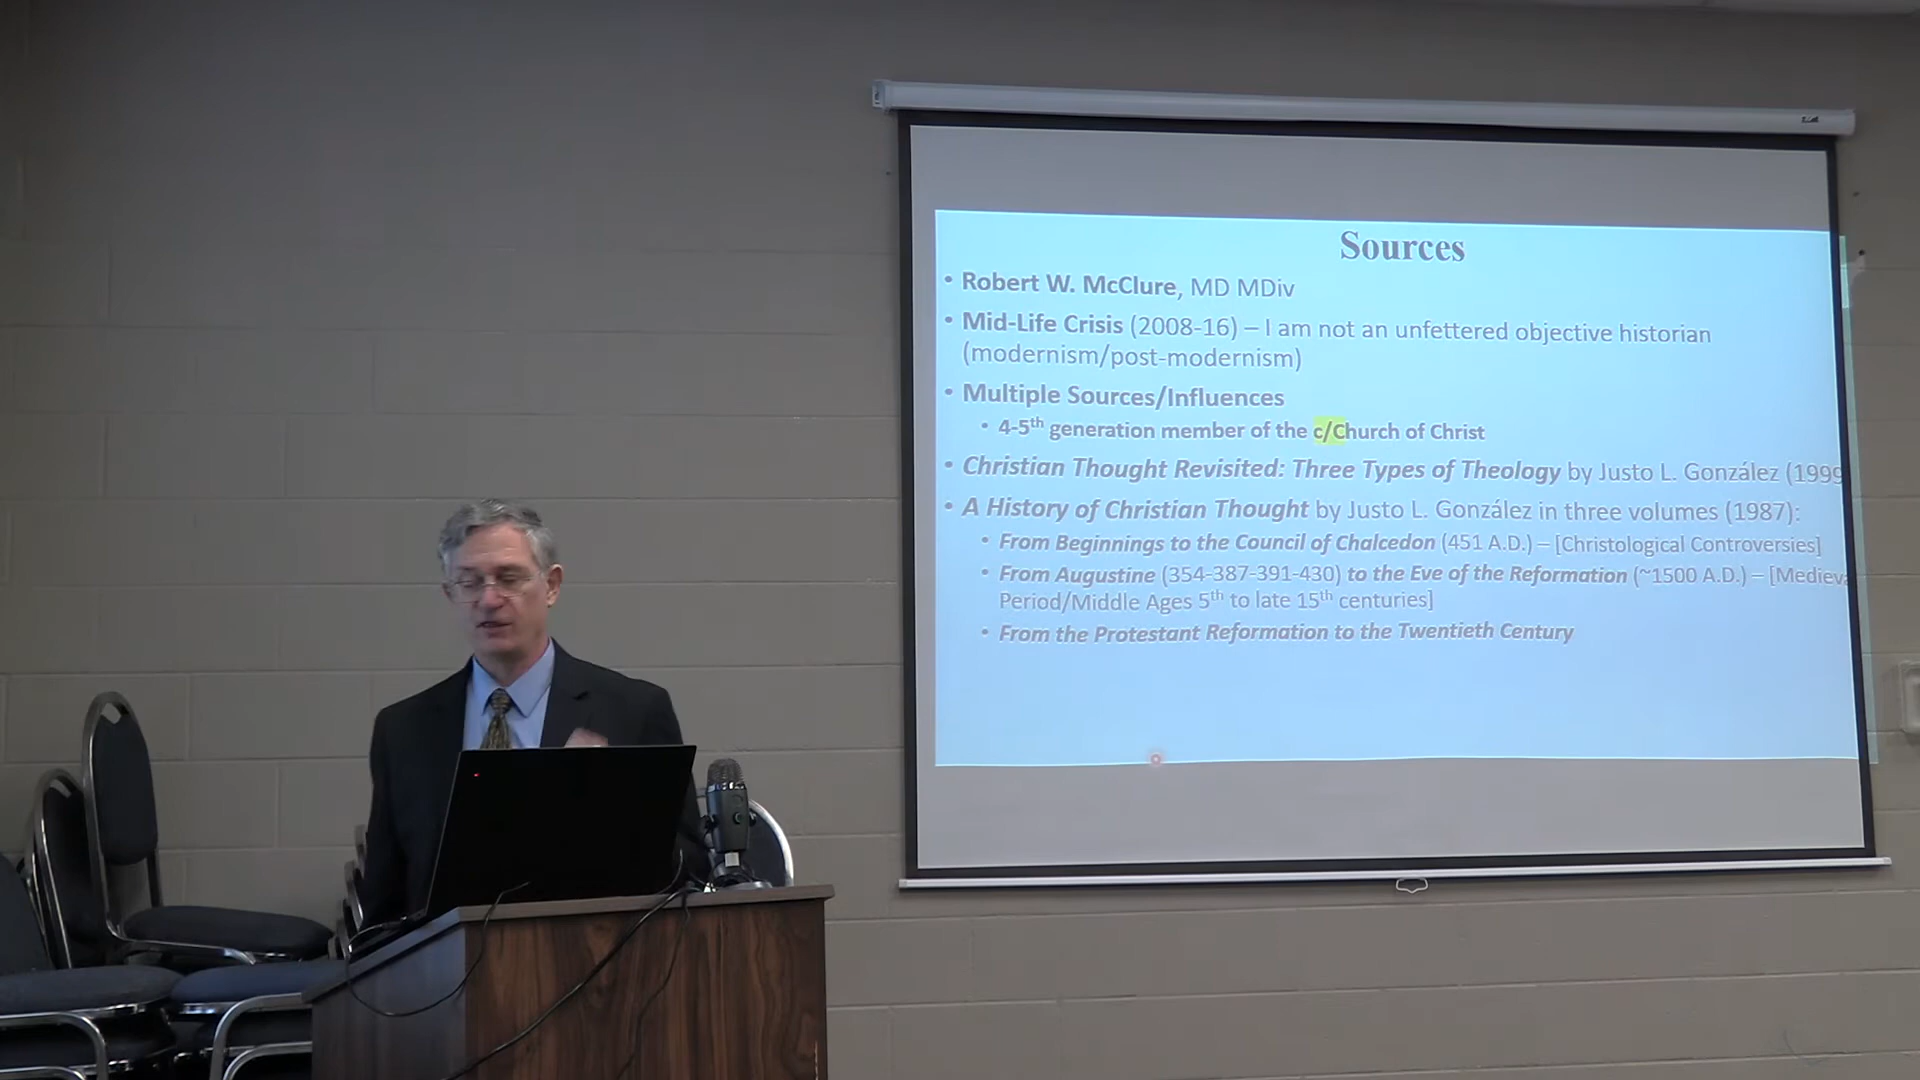 Sources
• Robert W. McClure, MD MDiv
• Mid-Life Crisis (2008-16) – I am not an unfettered objective historian
(modernism/post-modernism)
• Multiple Sources/Influences
• 4-5th generation member of the c/Church of Christ
• Christian Thought Revisited: Three Types of Theology by Justo L. González (1999
• A History of Christian Thought by Justo L. González in three volumes (1987):
• From Beginnings to the Council of Chalcedon (451 A.D.) – [Christological Controversies]
• From Augustine (354-387-391-430) to the Eve of the Reformation (~1500 A.D.) – [Medieva
Period/Middle Ages 5th to late 15th centuries]
• From the Protestant Reformation to the Twentieth Century